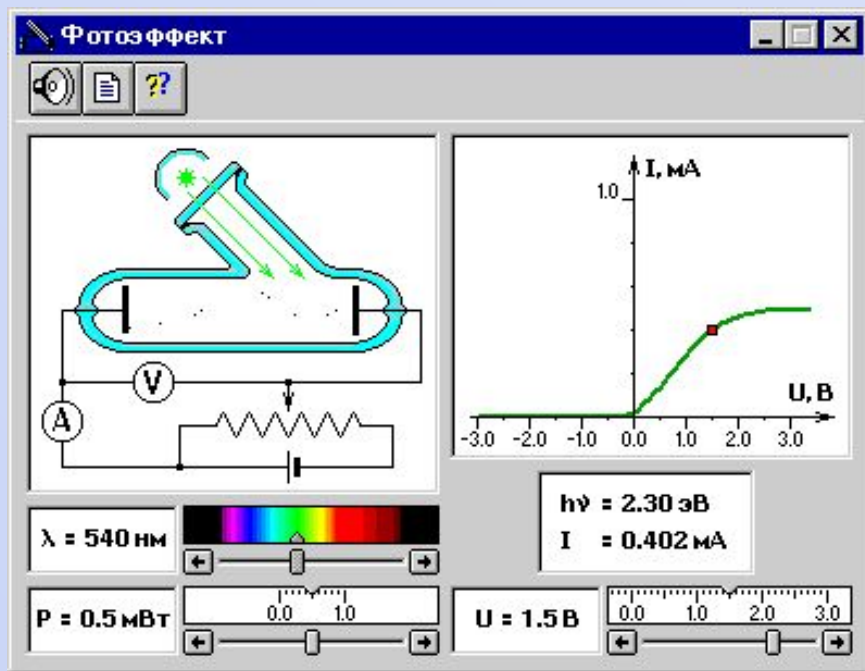 Фотоэффект
??
V
A
I, мА
1.0
U, В
-3.0 -2.0 -1.0 0.0 1.0 2.0 3.0
hν = 2.30 эВ
I = 0.402 мА
λ = 540 нм
P = 0.5 мВт
0.0 1.0
U = 1.5 В
0.0 1.0 2.0 3.0